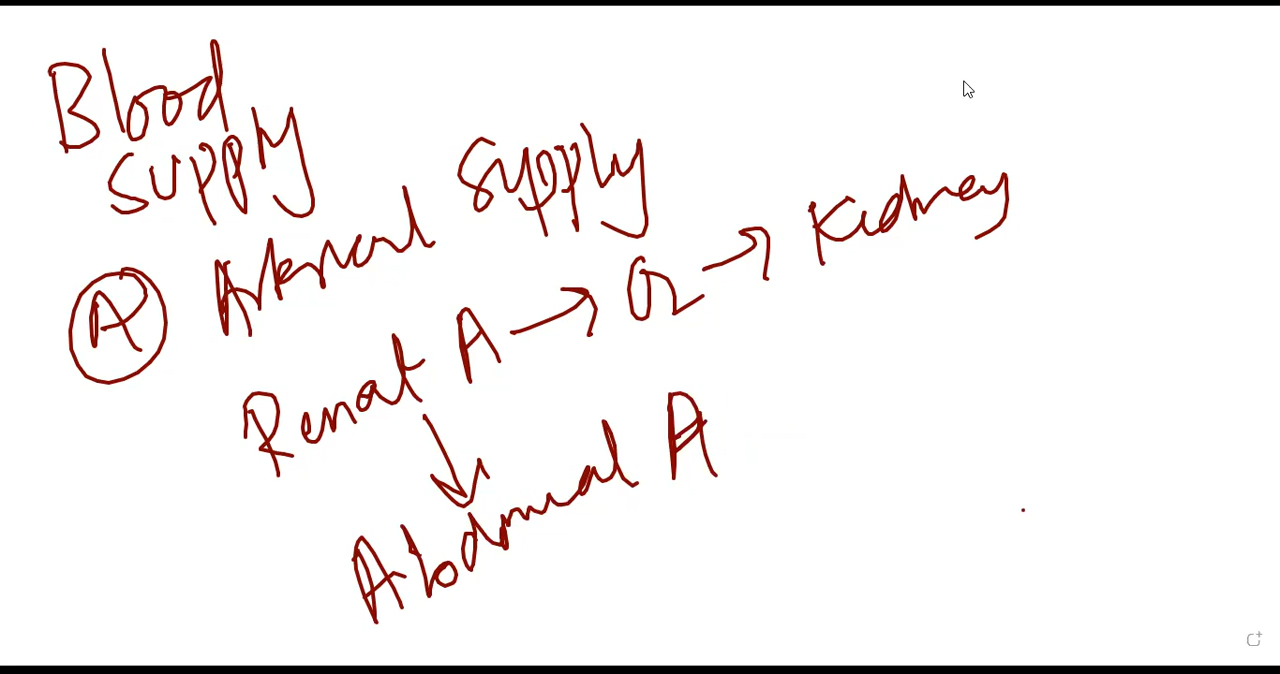 Blood
supply
A Arterial supply
Renal A → O2 → Kidney
↓
Abdominal A